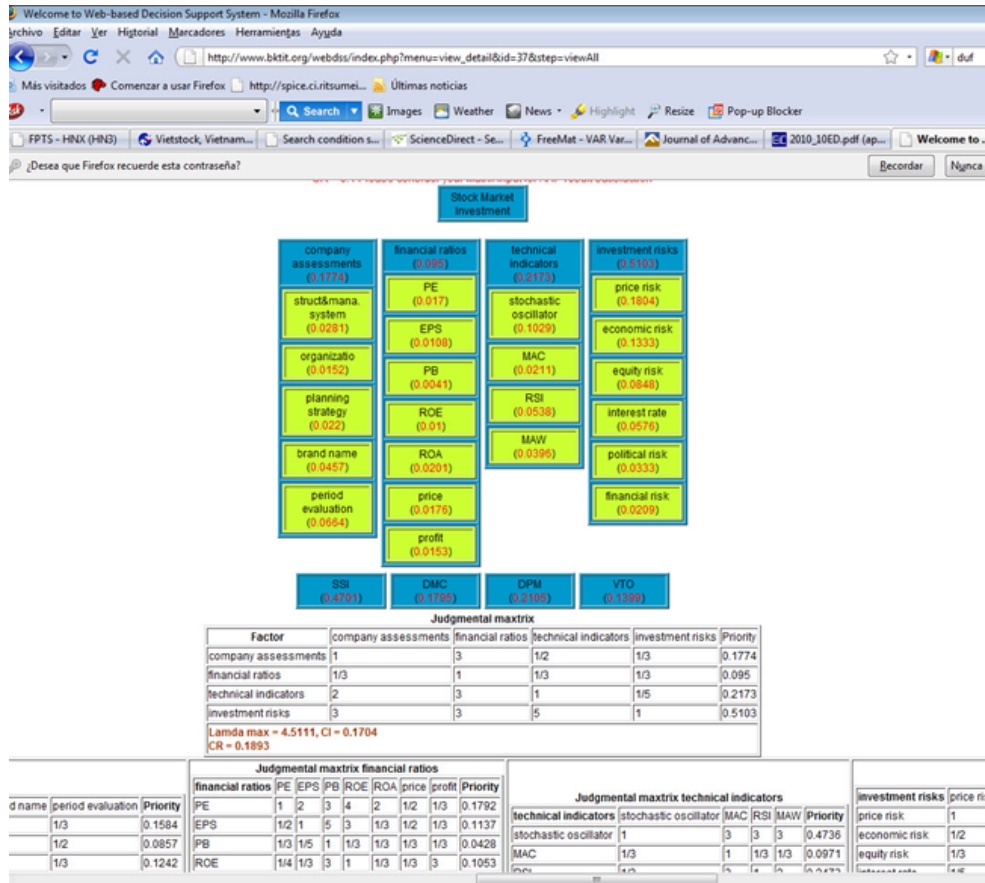 Welcome to Web-based Decision Support System - Mozilla Firefox
Archivo Editar Ver Historial Marcadores Herramientas Ayuda
http://www.bktit.org/webdss/index.php?menu=view_detail&id=37&step=viewAll
duf
Más visitados Comenzar a usar Firefox http://spice.ci.ritsumei... Últimas noticias
Search Images Weather News Highlight Resize Pop-up Blocker
FPTS - HNX (HN3) Vietstock, Vietnam... Search condition s... ScienceDirect - Se... FreeMat - VAR Var... Journal of Advanc... 2010_10ED.pdf (ap... Welcome to ...
¿Desea que Firefox recuerde esta contraseña? Recordar Nunca
Stock Market
Investment
company
assessments
(0.1774)
struct&mana.
system
(0.0281)
organizatio
(0.0152)
planning
strategy
(0.022)
brand name
(0.0457)
period
evaluation
(0.0664)
financial ratios
(0.095)
PE
(0.017)
EPS
(0.0108)
PB
(0.0041)
ROE
(0.01)
ROA
(0.0201)
price
(0.0176)
profit
(0.0153)
technical
indicators
(0.2173)
stochastic
oscillator
(0.1029)
MAC
(0.0211)
RSI
(0.0538)
MAW
(0.0396)
investment risks
(0.5103)
price risk
(0.1804)
economic risk
(0.1333)
equity risk
(0.0848)
interest rate
(0.0576)
political risk
(0.0333)
financial risk
(0.0209)
SSI
(0.4701)
DMC
(0.1795)
DPM
(0.2105)
VTO
(0.1399)
Judgmental maxtrix
Factor company assessments financial ratios technical indicators investment risks Priority
company assessments 1 3 1/2 1/3 0.1774
financial ratios 1/3 1 1/3 1/3 0.095
technical indicators 2 3 1 1/5 0.2173
investment risks 3 3 5 1 0.5103
Lamda max = 4.5111, CI = 0.1704
CR = 0.1893
d name period evaluation Priority
1/3 0.1584
1/2 0.0857
1/3 0.1242
Judgmental maxtrix financial ratios
financial ratios PE EPS PB ROE ROA price profit Priority
PE 1 2 3 4 2 1/2 1/3 0.1792
EPS 1/2 1 5 3 1/3 1/2 1/3 0.1137
PB 1/3 1/5 1 1/3 1/3 1/3 1/3 0.0428
ROE 1/4 1/3 3 1 1/3 1/3 3 0.1053
Judgmental maxtrix technical indicators
technical indicators stochastic oscillator MAC RSI MAW Priority
stochastic oscillator 1 3 3 3 0.4736
MAC 1/3 1 1/3 1/3 0.0971
investment risks price ri
price risk 1
economic risk 1/2
equity risk 1/3